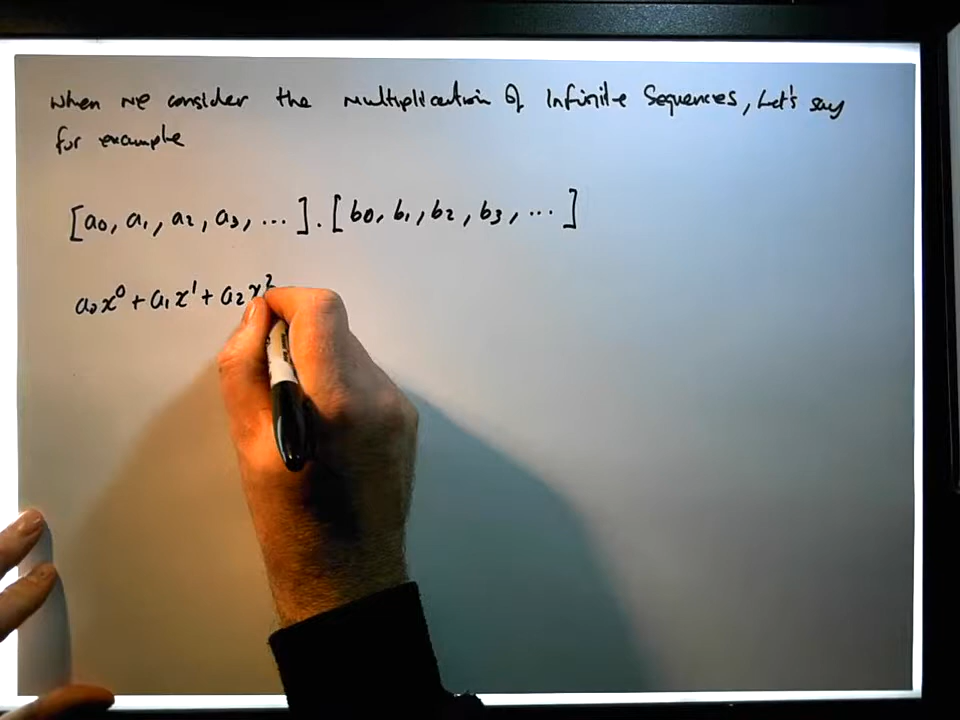 When we consider the multiplication of Infinite Sequences, Let's say
for example
[a0, a1, a2, a3, ... ] . [b0, b1, b2, b3, ... ]
a0x⁰ + a1x¹ + a2x²